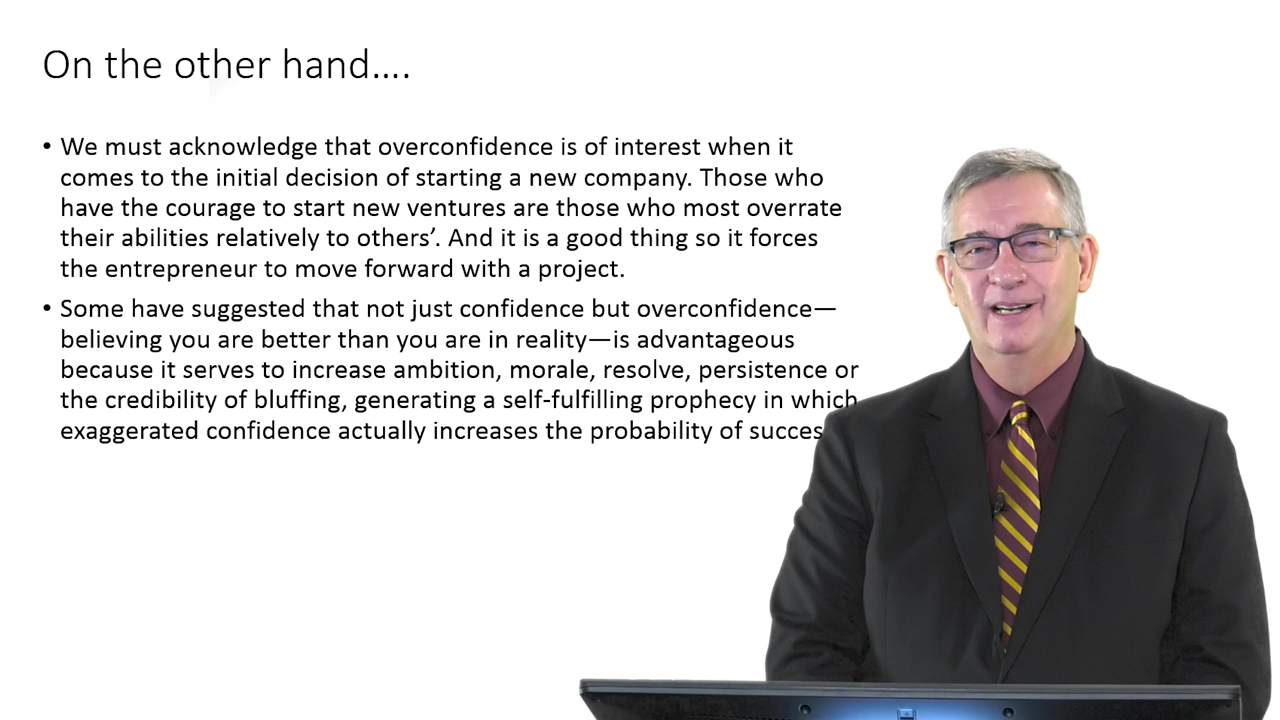 On the other hand....
• We must acknowledge that overconfidence is of interest when it
comes to the initial decision of starting a new company. Those who
have the courage to start new ventures are those who most overrate
their abilities relatively to others’. And it is a good thing so it forces
the entrepreneur to move forward with a project.
• Some have suggested that not just confidence but overconfidence—
believing you are better than you are in reality—is advantageous
because it serves to increase ambition, morale, resolve, persistence or
the credibility of bluffing, generating a self-fulfilling prophecy in which
exaggerated confidence actually increases the probability of succes